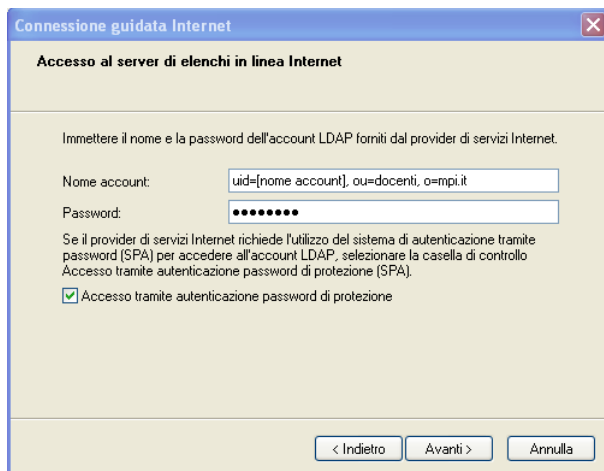 Connessione guidata Internet
Accesso al server di elenchi in linea Internet
Immettere il nome e la password dell'account LDAP forniti dal provider di servizi Internet.
Nome account:
uid=[nome account], ou=docenti, o=mpi.it
Password:
●●●●●●●●
Se il provider di servizi Internet richiede l'utilizzo del sistema di autenticazione tramite
password (SPA) per accedere all'account LDAP, selezionare la casella di controllo
Accesso tramite autenticazione password di protezione (SPA).
Accesso tramite autenticazione password di protezione
< Indietro
Avanti >
Annulla